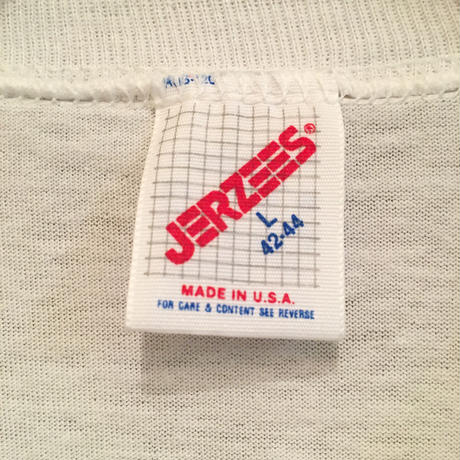 JERZEES®
L
42-44
MADE IN U.S.A.
FOR CARE & CONTENT SEE REVERSE